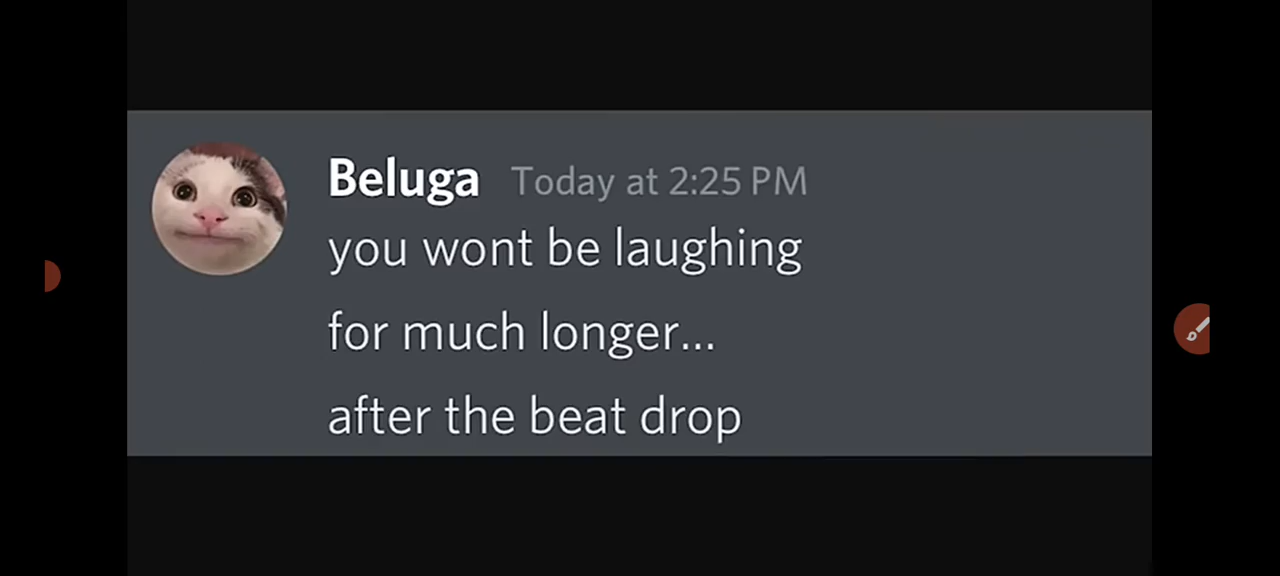 Beluga Today at 2:25 PM
you wont be laughing
for much longer...
after the beat drop